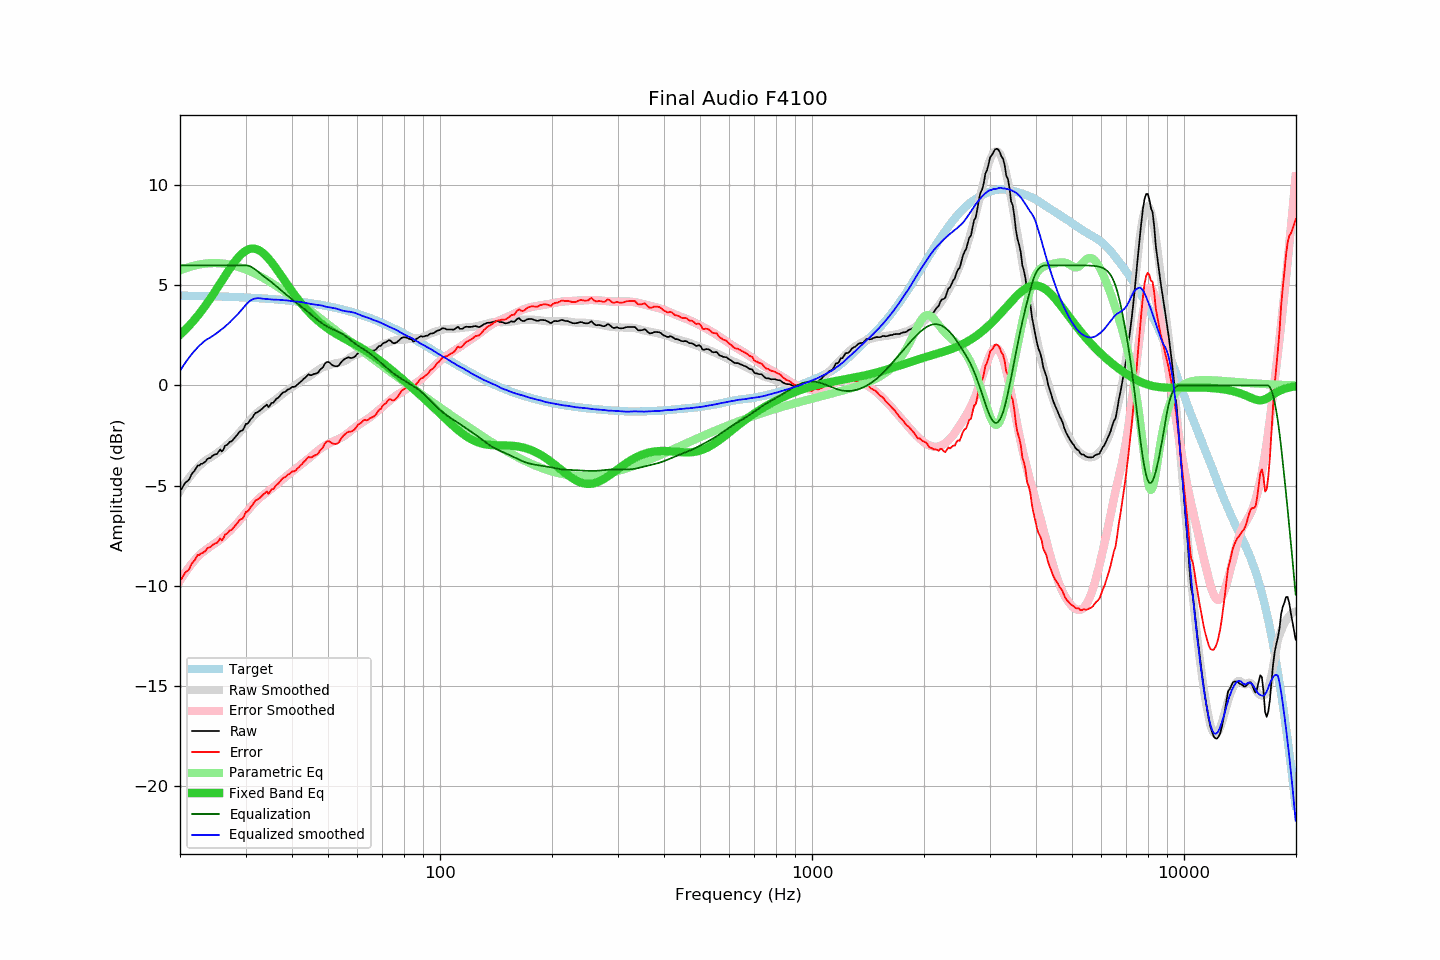 Final Audio F4100
Amplitude (dBr)
10
5
0
−5
−10
−15
−20
Target
Raw Smoothed
Error Smoothed
Raw
Error
Parametric Eq
Fixed Band Eq
Equalization
Equalized smoothed
100
1000
10000
Frequency (Hz)